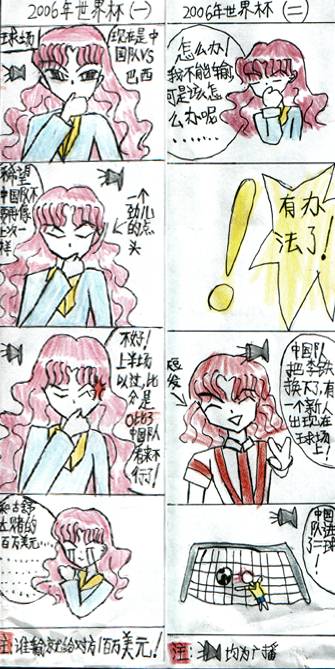 2006年世界杯 (一)
球场
现在是中
国队VS
巴西
希望
中国队不
要再像
上次一
样
一个
劲儿
的点
头
不好!
上半场
以过,比
分是
0比3
中国队
看来不
行了!
去赌的
百万美元…
注:谁输就给对方1百万美元!
2006年世界杯 (二)
怎么办!
我不能输,
可是该怎
么办呢…
有办
法了!
中国队
把李铁
换下了,有
一个新人
出现在
球场
上!
中国
队进
了一球
!
注: 均为广播